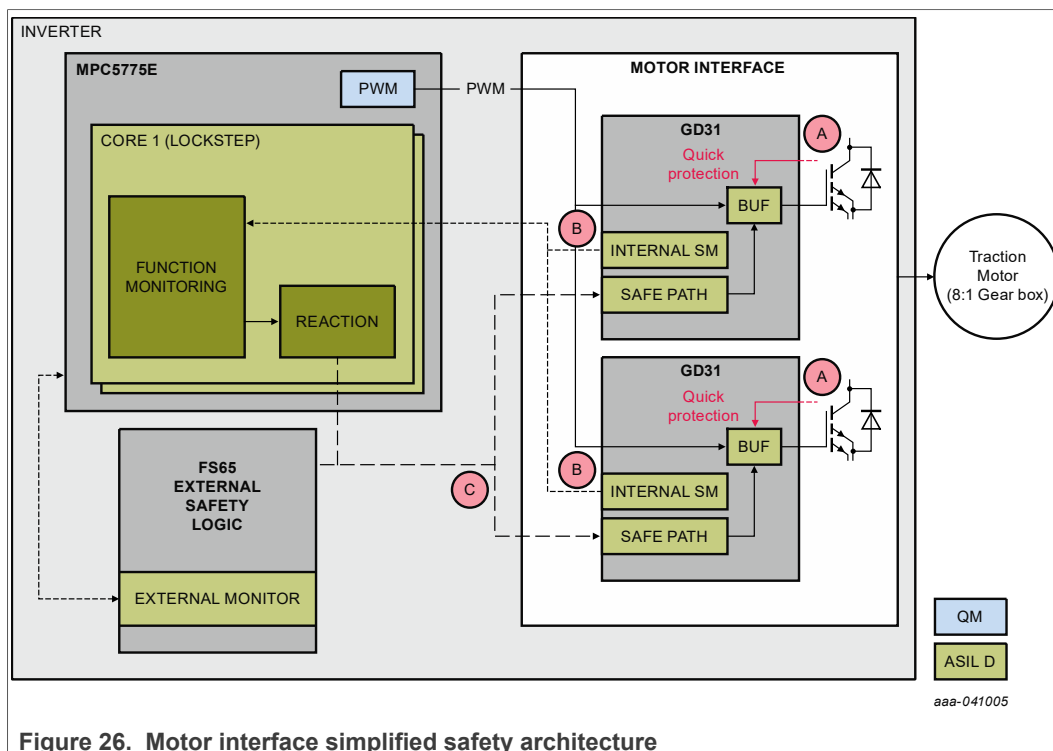 INVERTER
MPC5775E
PWM
PWM
CORE 1 (LOCKSTEP)
FUNCTION
MONITORING
REACTION
FS65
EXTERNAL
SAFETY
LOGIC
EXTERNAL MONITOR
C
MOTOR INTERFACE
GD31
Quick
protection
A
BUF
B
INTERNAL SM
SAFE PATH
GD31
Quick
protection
A
BUF
B
INTERNAL SM
SAFE PATH
Traction
Motor
(8:1 Gear box)
QM
ASIL D
aaa-041005
Figure 26. Motor interface simplified safety architecture